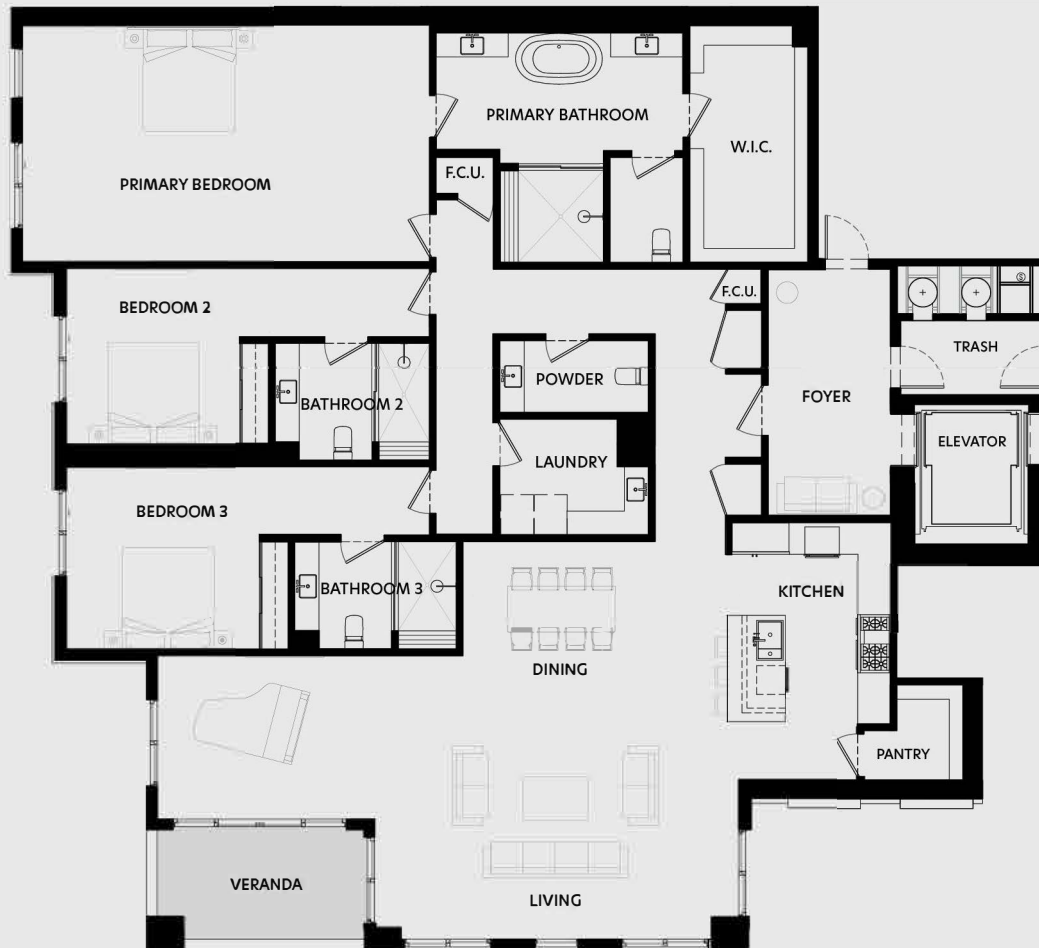 PRIMARY BATHROOM
W.I.C.
F.C.U.
PRIMARY BEDROOM
F.C.U.
BEDROOM 2
TRASH
POWDER
FOYER
BATHROOM 2
ELEVATOR
LAUNDRY
BEDROOM 3
BATHROOM 3
KITCHEN
DINING
PANTRY
VERANDA
LIVING